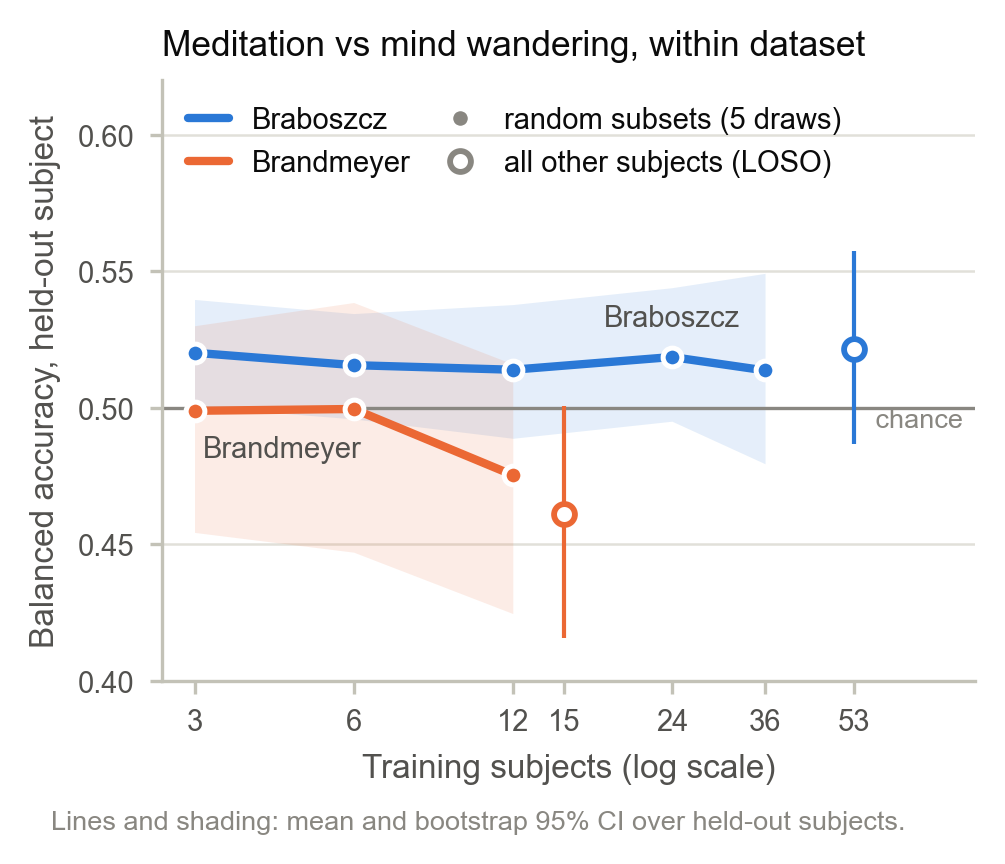 Meditation vs mind wandering, within dataset
Braboszcz
Brandmeyer
random subsets (5 draws)
all other subjects (LOSO)
Balanced accuracy, held-out subject
0.60
0.55
0.50
0.45
0.40
Braboszcz
chance
Brandmeyer
3 6 12 15 24 36 53
Training subjects (log scale)
Lines and shading: mean and bootstrap 95% CI over held-out subjects.